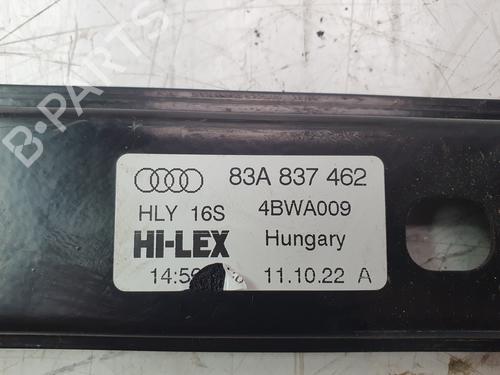 B-PARTS
83A 837 462
HLY 16S 4BWA009
HI-LEX Hungary
11.10.22 A